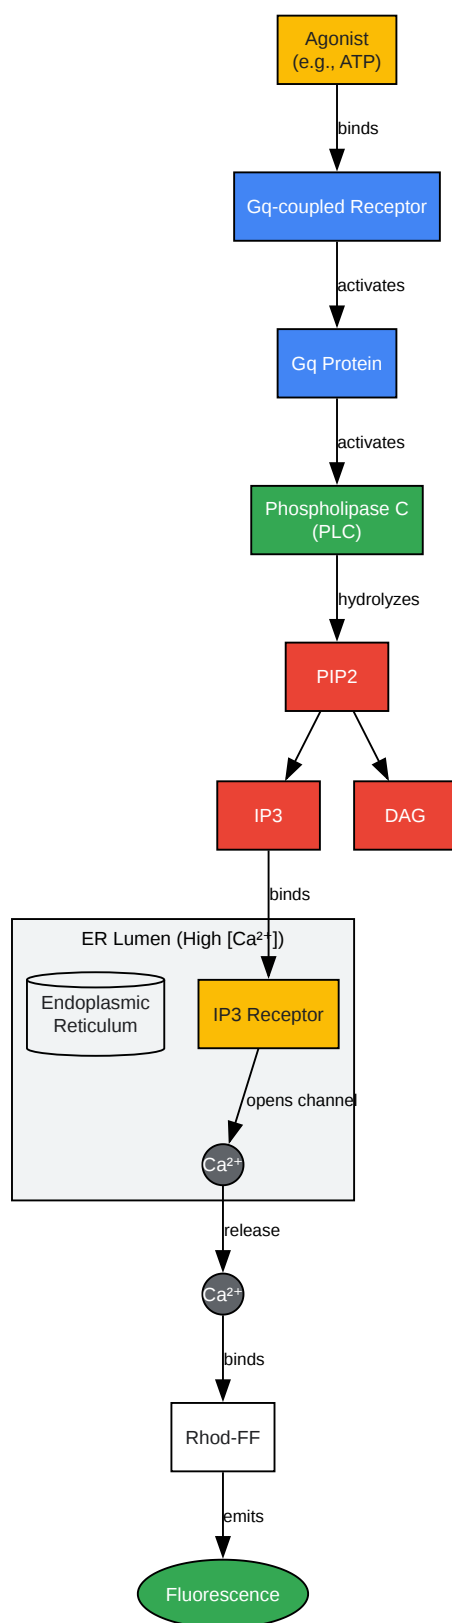 Agonist
(e.g., ATP)
binds
Gq-coupled Receptor
activates
Gq Protein
activates
Phospholipase C
(PLC)
hydrolyzes
PIP2
IP3
DAG
binds
ER Lumen (High [Ca²⁺])
Endoplasmic
Reticulum
IP3 Receptor
opens channel
Ca²⁺
release
Ca²⁺
binds
Rhod-FF
emits
Fluorescence